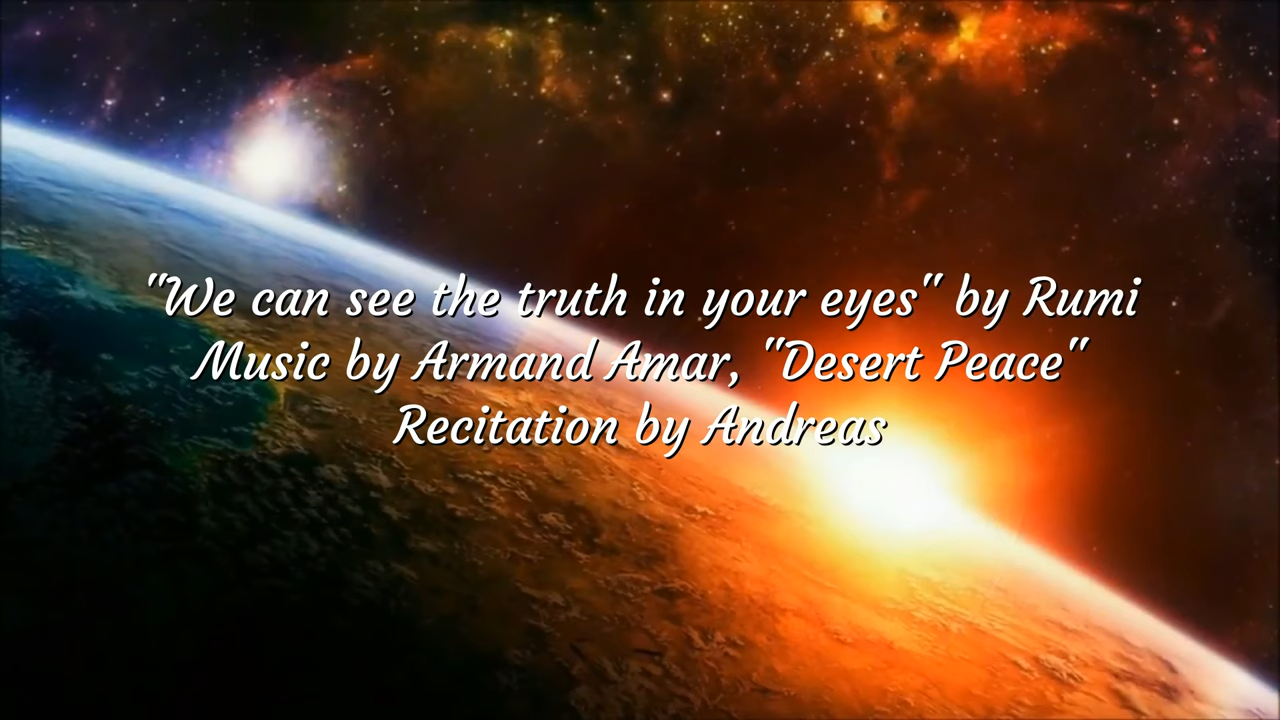 "We can see the truth in your eyes" by Rumi
Music by Armand Amar, "Desert Peace"
Recitation by Andreas